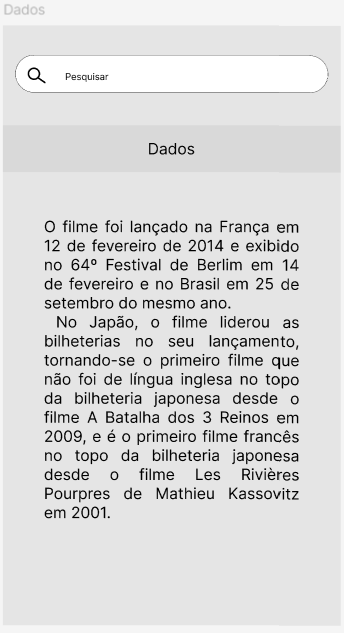 Dados
Pesquisar
Dados
O filme foi lançado na França em
12 de fevereiro de 2014 e exibido
no 64º Festival de Berlim em 14
de fevereiro e no Brasil em 25 de
setembro do mesmo ano.
No Japão, o filme liderou as
bilheterias no seu lançamento,
tornando-se o primeiro filme que
não foi de língua inglesa no topo
da bilheteria japonesa desde o
filme A Batalha dos 3 Reinos em
2009, e é o primeiro filme francês
no topo da bilheteria japonesa
desde o filme Les Rivières
Pourpres de Mathieu Kassovitz
em 2001.